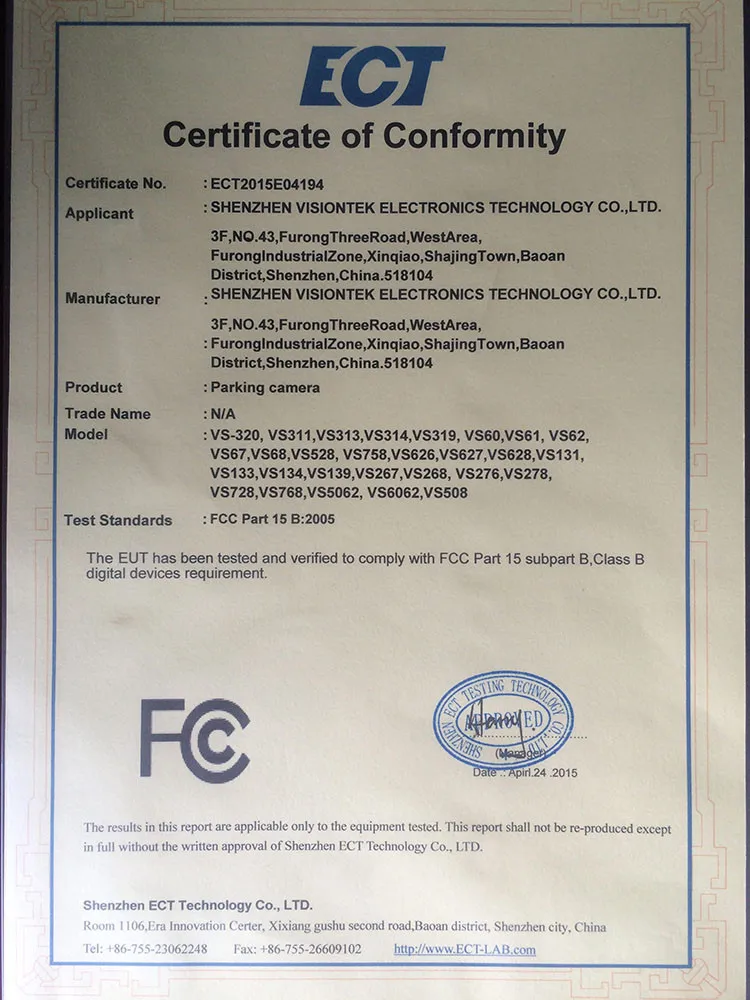 ECT
Certificate of Conformity
Certificate No. : ECT2015E04194
Applicant : SHENZHEN VISIONTEK ELECTRONICS TECHNOLOGY CO.,LTD.
3F,NO.43,FurongThreeRoad,WestArea,
FurongIndustrialZone,Xinqiao,ShajingTown,Baoan
District,Shenzhen,China.518104
Manufacturer : SHENZHEN VISIONTEK ELECTRONICS TECHNOLOGY CO.,LTD.
3F,NO.43,FurongThreeRoad,WestArea,
: FurongIndustrialZone,Xinqiao,ShajingTown,Baoan
District,Shenzhen,China.518104
Product : Parking camera
Trade Name : N/A
Model : VS-320, VS311,VS313,VS314,VS319, VS60,VS61, VS62,
VS67,VS68,VS528, VS758,VS626,VS627,VS628,VS131,
VS133,VS134,VS139,VS267,VS268, VS276,VS278,
VS728,VS768,VS5062, VS6062,VS508
Test Standards : FCC Part 15 B:2005
The EUT has been tested and verified to comply with FCC Part 15 subpart B,Class B
digital devices requirement.
FC
SHENZHEN ECT TESTING TECHNOLOGY CO.,LTD
APPROVED
(Manager)
Date .: Apirl.24 .2015
The results in this report are applicable only to the equipment tested. This report shall not be re-produced except
in full without the written approval of Shenzhen ECT Technology Co., LTD.
Shenzhen ECT Technology Co., LTD.
Room 1106,Era Innovation Certer, Xixiang gushu second road,Baoan district, Shenzhen city, China
Tel: +86-755-23062248 Fax: +86-755-26609102 http://www.ECT-LAB.com